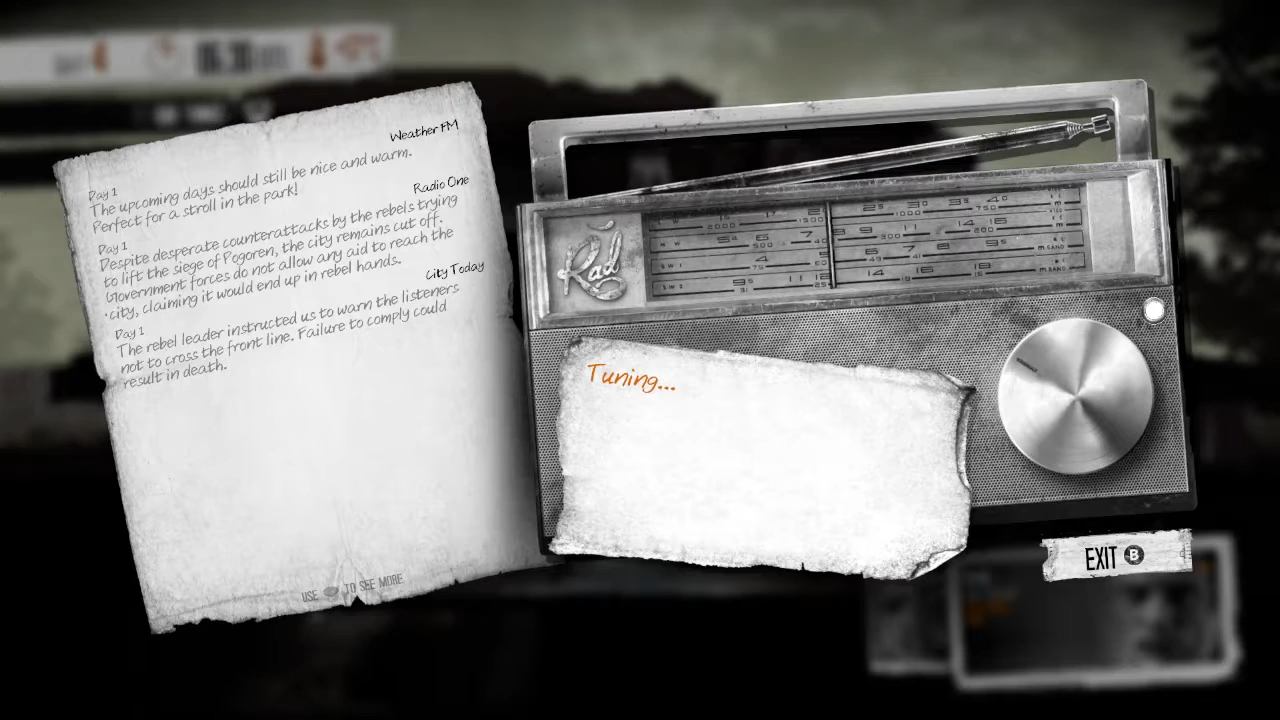 Weather FM
Day 1
The upcoming days should still be nice and warm.
Perfect for a stroll in the park!
Radio One
Day 1
Despite desperate counterattacks by the rebels trying
to lift the siege of Pogoren, the city remains cut off.
Government forces do not allow any aid to reach the
city, claiming it would end up in rebel hands.
City Today
Day 1
The rebel leader instructed us to warn the listeners
not to cross the front line. Failure to comply could
result in death.
USE TO SEE MORE
Rad
Tuning...
EXIT B